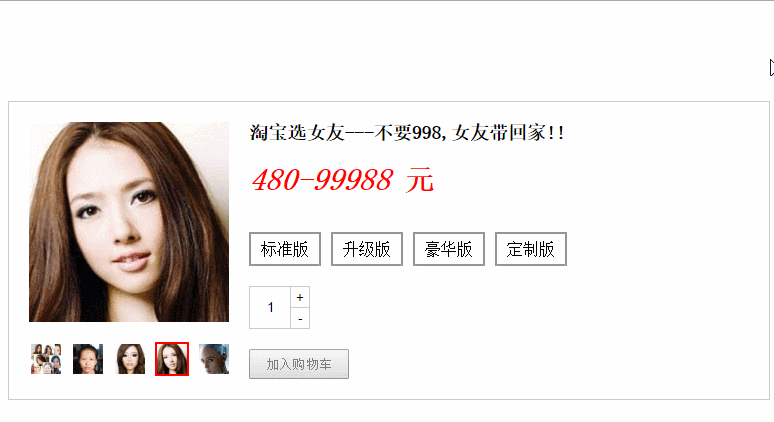 淘宝选女友---不要998,女友带回家!!
480-99988 元
标准版 升级版 豪华版 定制版
1 + -
加入购物车